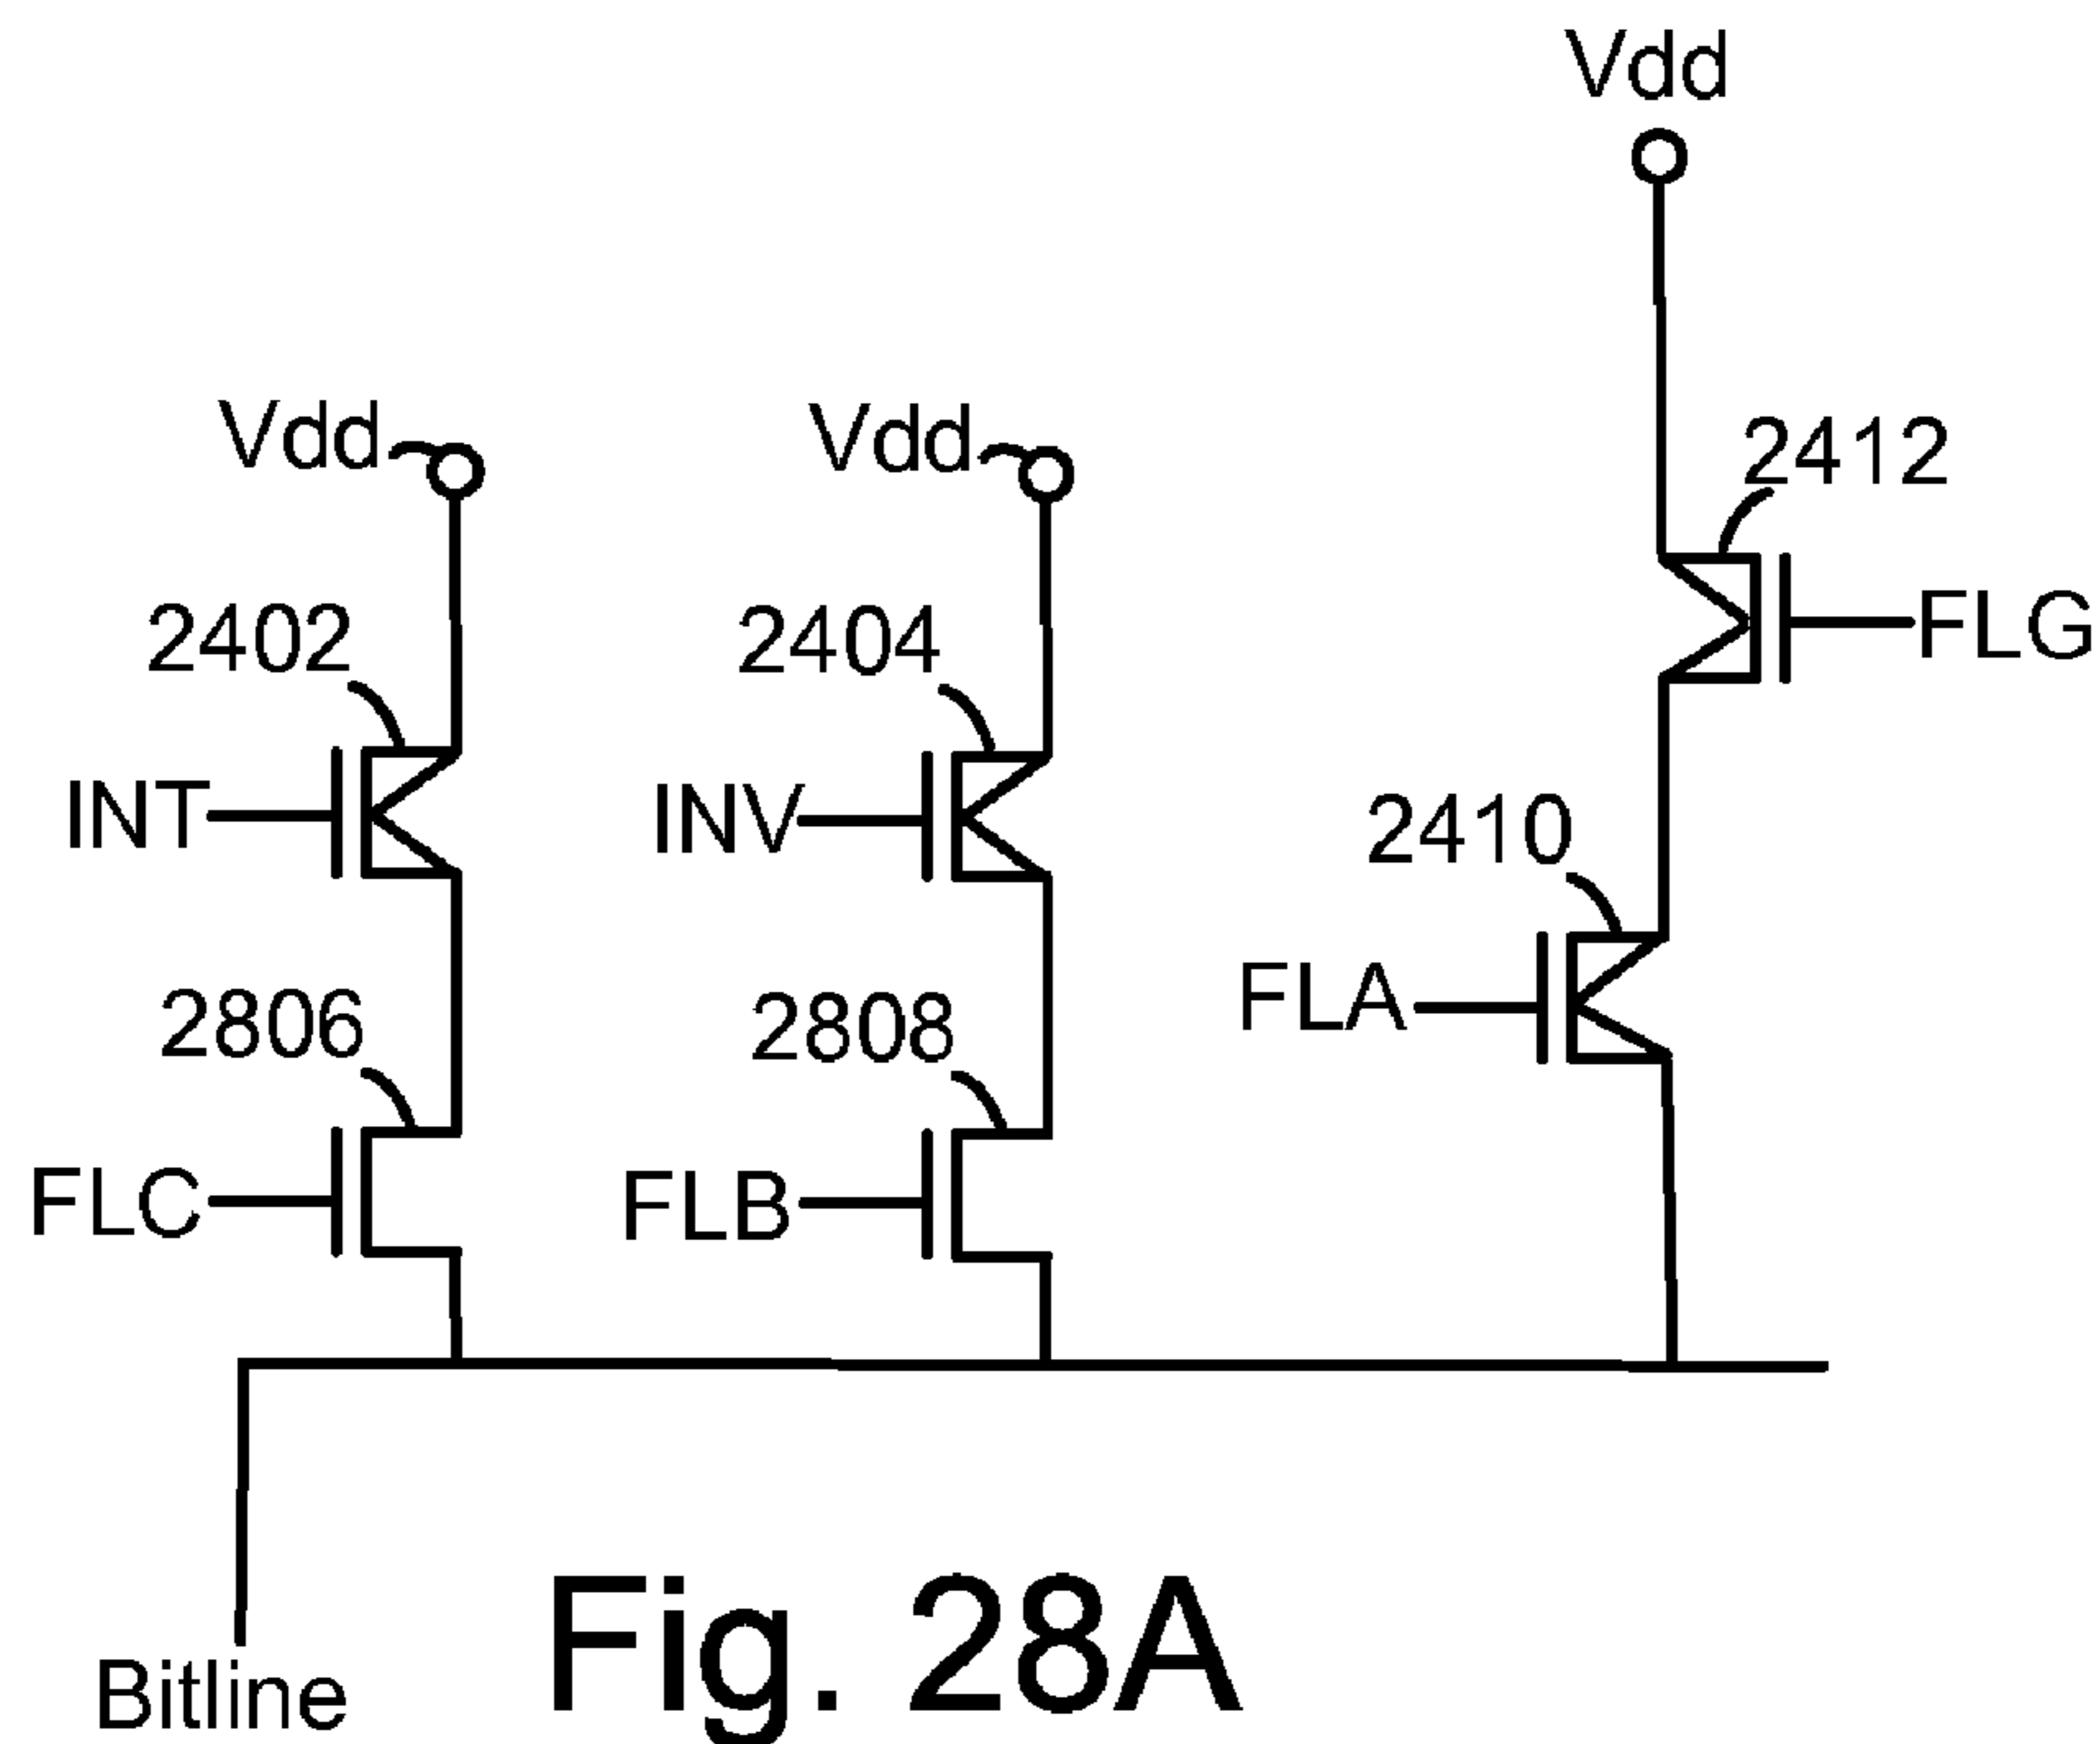 Vdd
Vdd
Vdd
2412
2402
2404
FLG
INT
INV
2410
2806
2808
FLA
FLC
FLB
Bitline
Fig. 28A